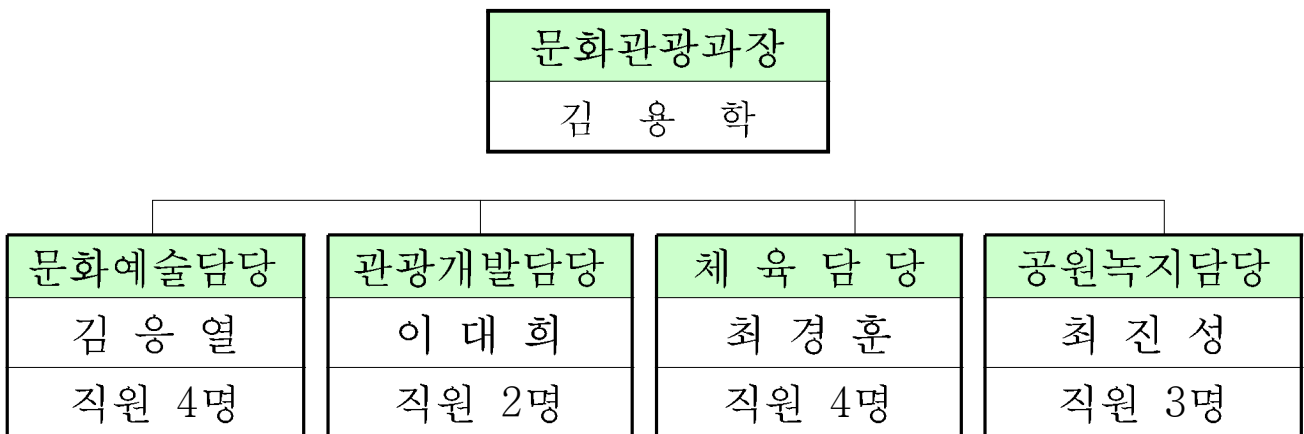 문화관광과장
김 용 학
문화예술담당 관광개발담당 체 육 담 당 공원녹지담당
김 응 열 이 대 희 최 경 훈 최 진 성
직원 4명 직원 2명 직원 4명 직원 3명